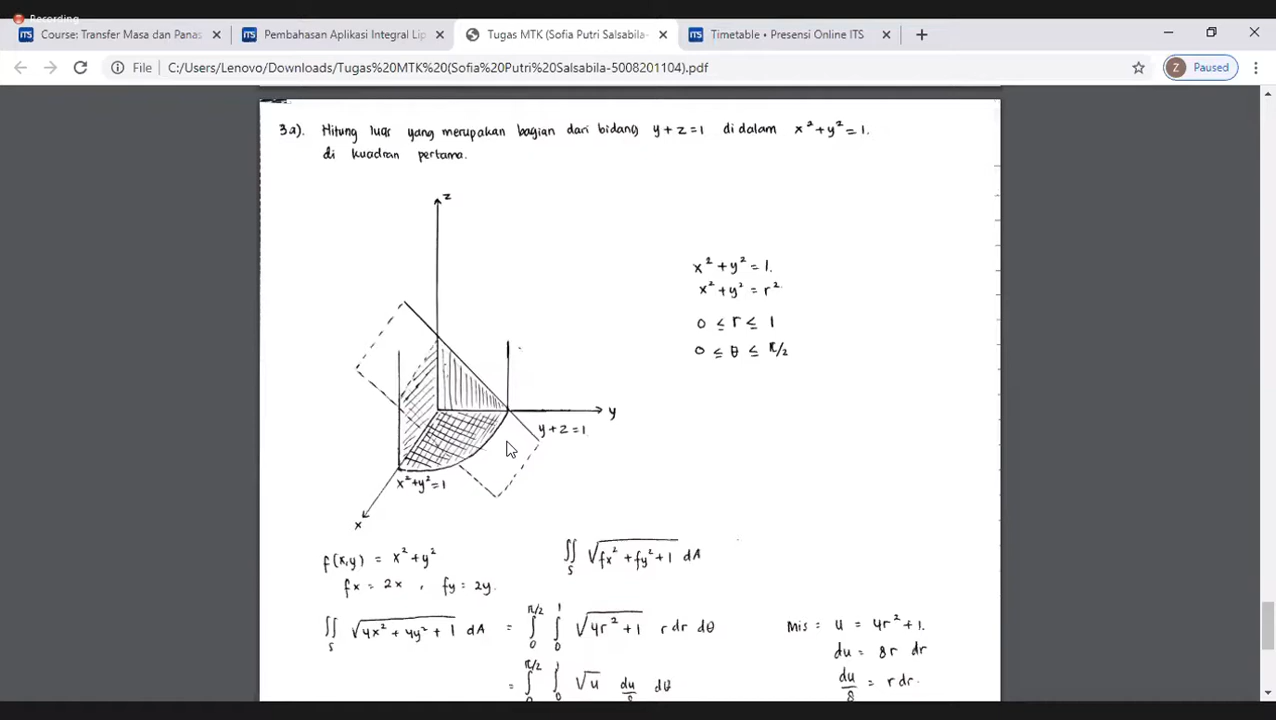 Recording
Course: Transfer Masa dan Panas
Pembahasan Aplikasi Integral Lip
Tugas MTK (Sofia Putri Salsabila-
Timetable • Presensi Online ITS
File C:/Users/Lenovo/Downloads/Tugas%20MTK%20(Sofia%20Putri%20Salsabila-5008201104).pdf
Z Paused
3a). Hitung luas yang merupakan bagian dari bidang y+z=1 di dalam x²+y²=1.
di kuadran pertama.
z
x²+y²=1.
x²+y²=r²
0 ≤ r ≤ 1
0 ≤ θ ≤ π/2
y
y+z=1
x²+y²=1
x
f(x,y) = x²+y²
∬S √(fx²+fy²+1) dA
fx = 2x , fy = 2y.
∬S √(4x²+4y²+1) dA = ∫0^π/2 ∫0^1 √(4r²+1) r dr dθ
Mis : u = 4r²+1.
du = 8r dr
= ∫0^π/2 ∫0^1 √u du/8 dθ
du/8 = r dr.